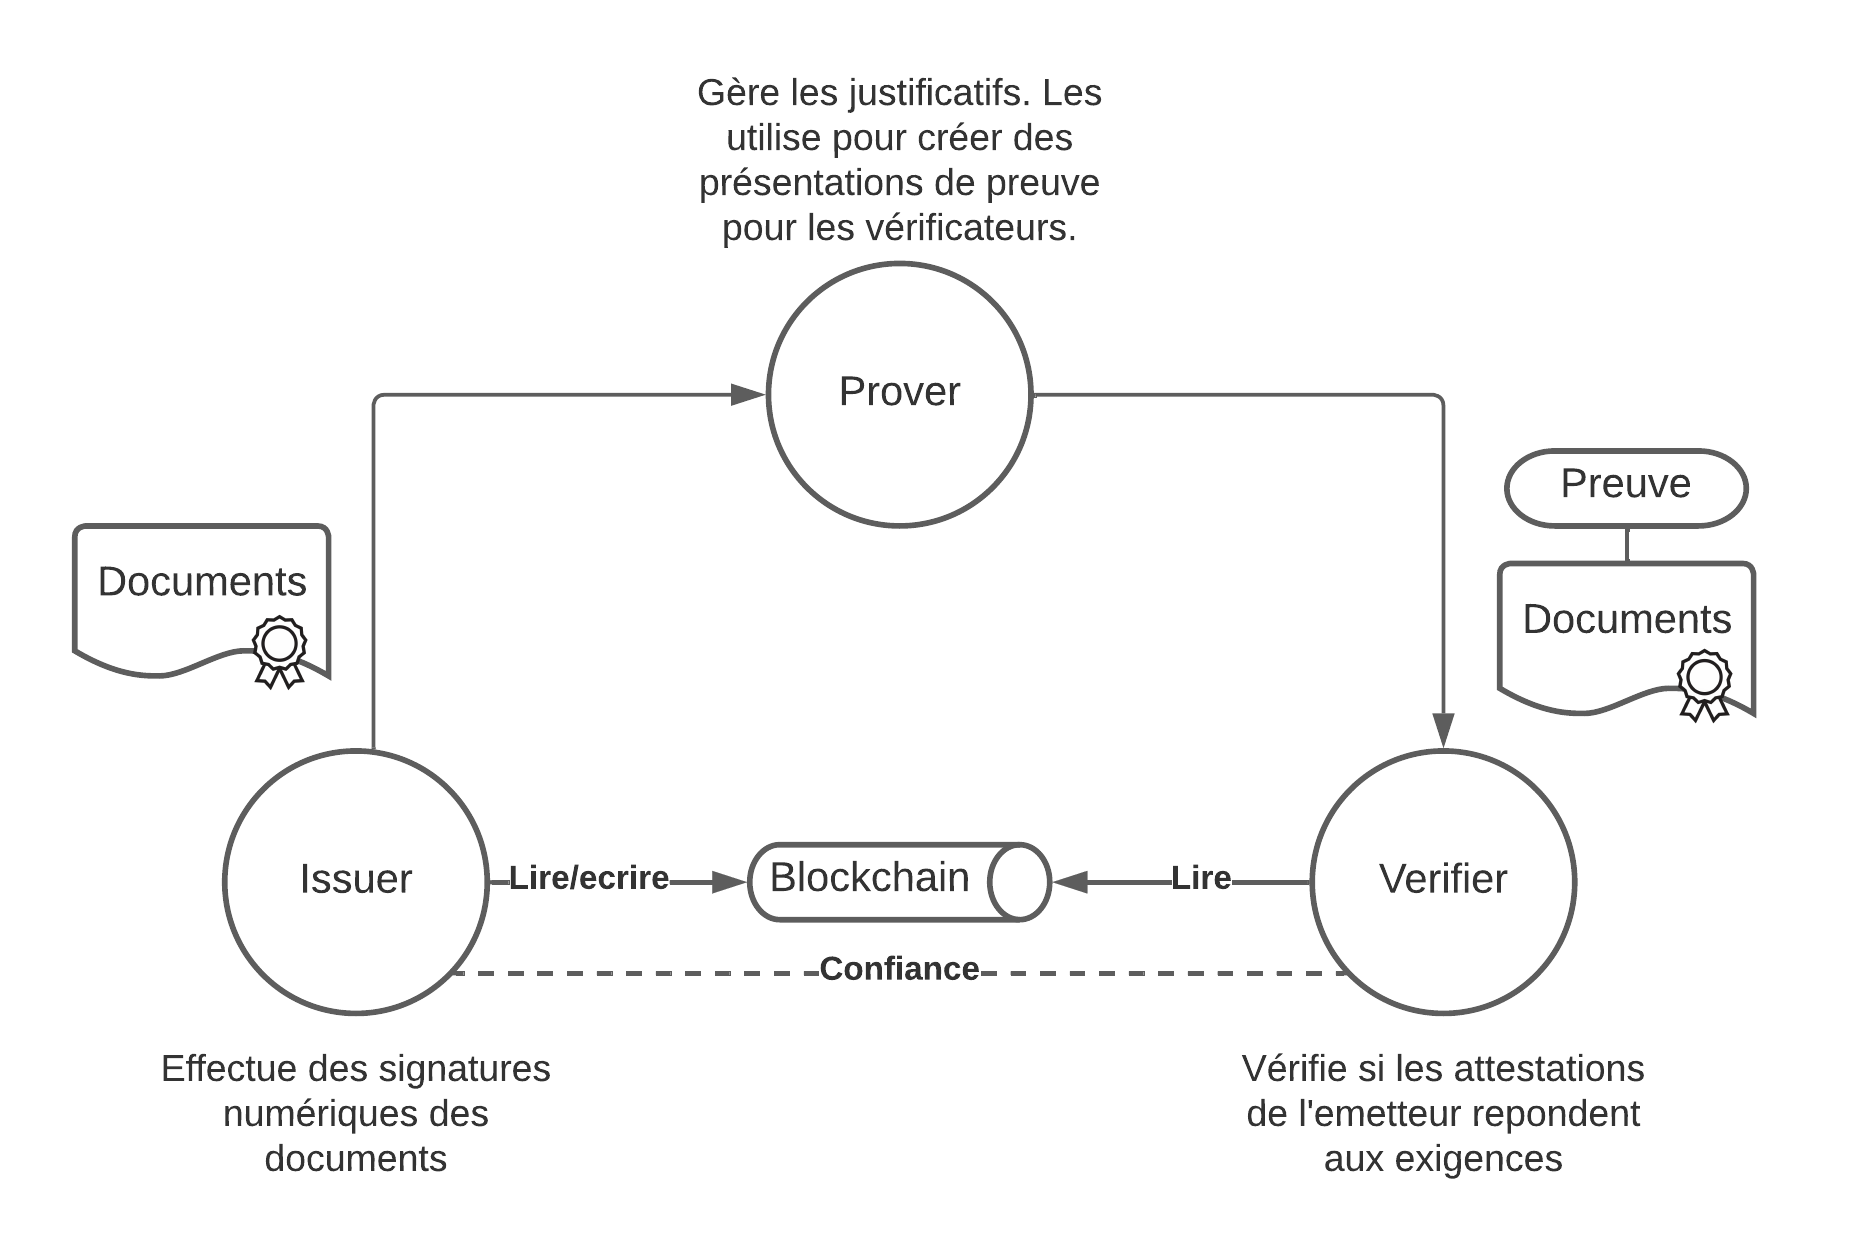 Gère les justificatifs. Les
utilise pour créer des
présentations de preuve
pour les vérificateurs.
Prover
Preuve
Documents
Documents
Issuer
Lire/ecrire
Blockchain
Lire
Verifier
Confiance
Effectue des signatures
numériques des
documents
Vérifie si les attestations
de l'emetteur repondent
aux exigences